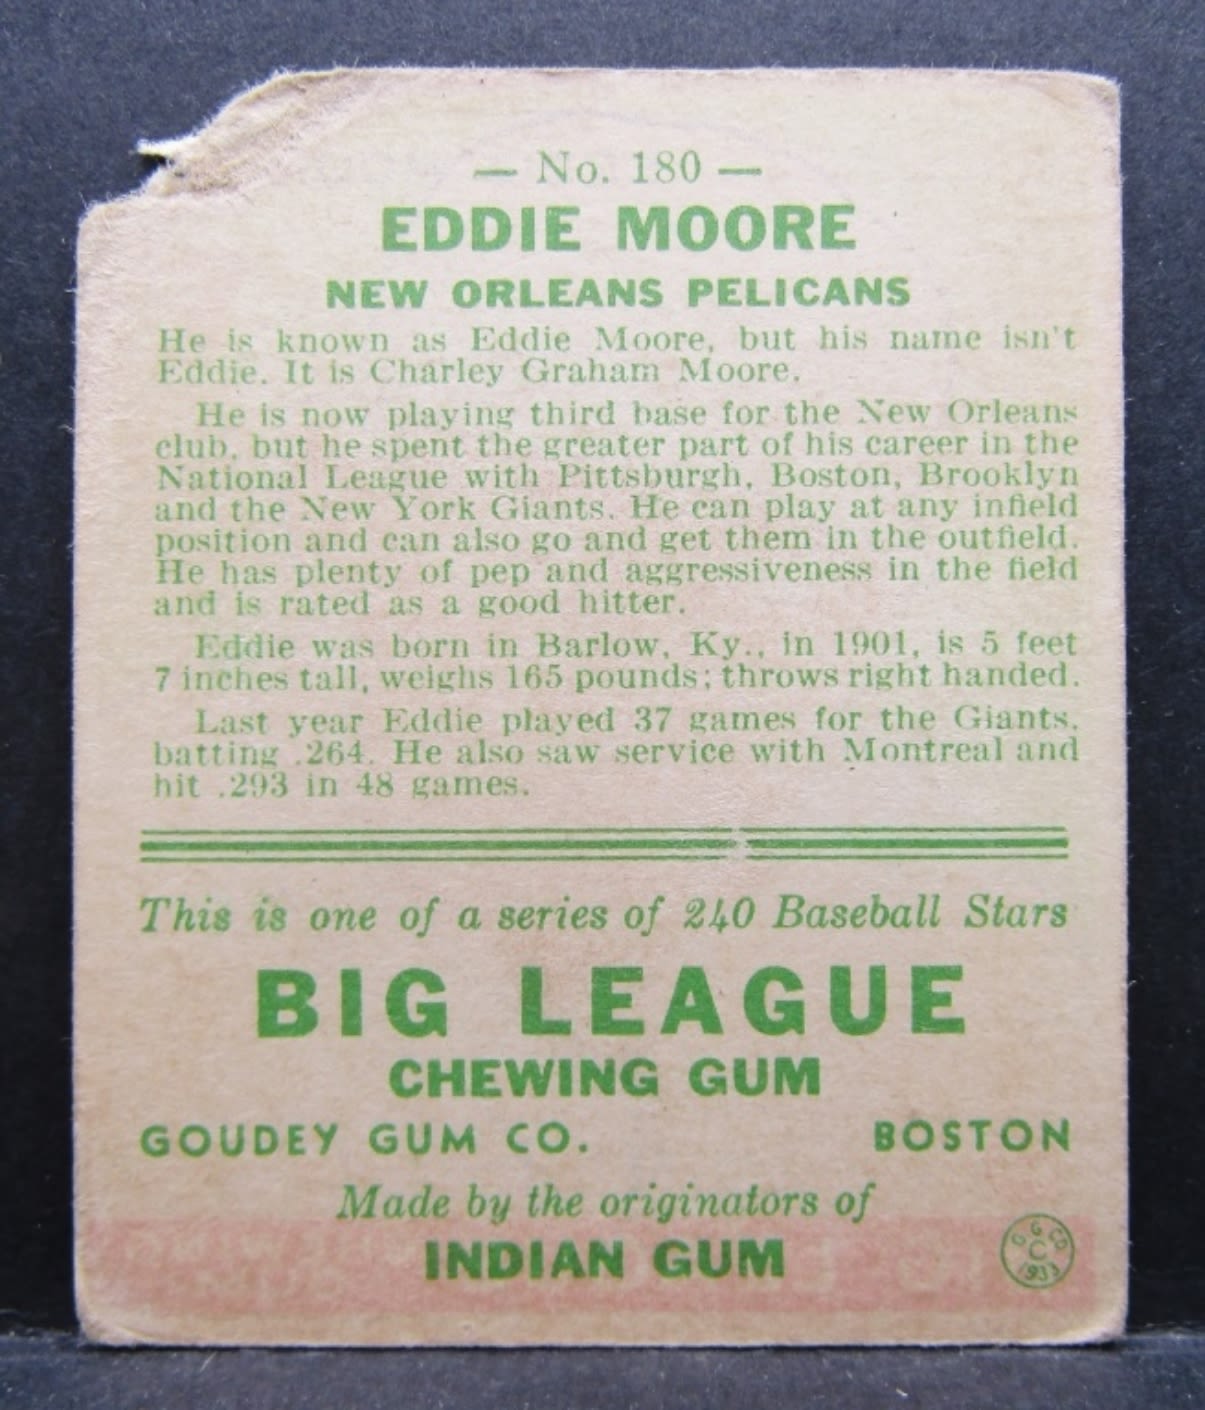 — No. 180 —
EDDIE MOORE
NEW ORLEANS PELICANS
He is known as Eddie Moore, but his name isn't
Eddie. It is Charley Graham Moore.
He is now playing third base for the New Orleans
club, but he spent the greater part of his career in the
National League with Pittsburgh, Boston, Brooklyn
and the New York Giants. He can play at any infield
position and can also go and get them in the outfield.
He has plenty of pep and aggressiveness in the field
and is rated as a good hitter.
Eddie was born in Barlow, Ky., in 1901, is 5 feet
7 inches tall, weighs 165 pounds; throws right handed.
Last year Eddie played 37 games for the Giants,
batting .264. He also saw service with Montreal and
hit .293 in 48 games.
This is one of a series of 240 Baseball Stars
BIG LEAGUE
CHEWING GUM
GOUDEY GUM CO. BOSTON
Made by the originators of
INDIAN GUM
G G CO
C
1933